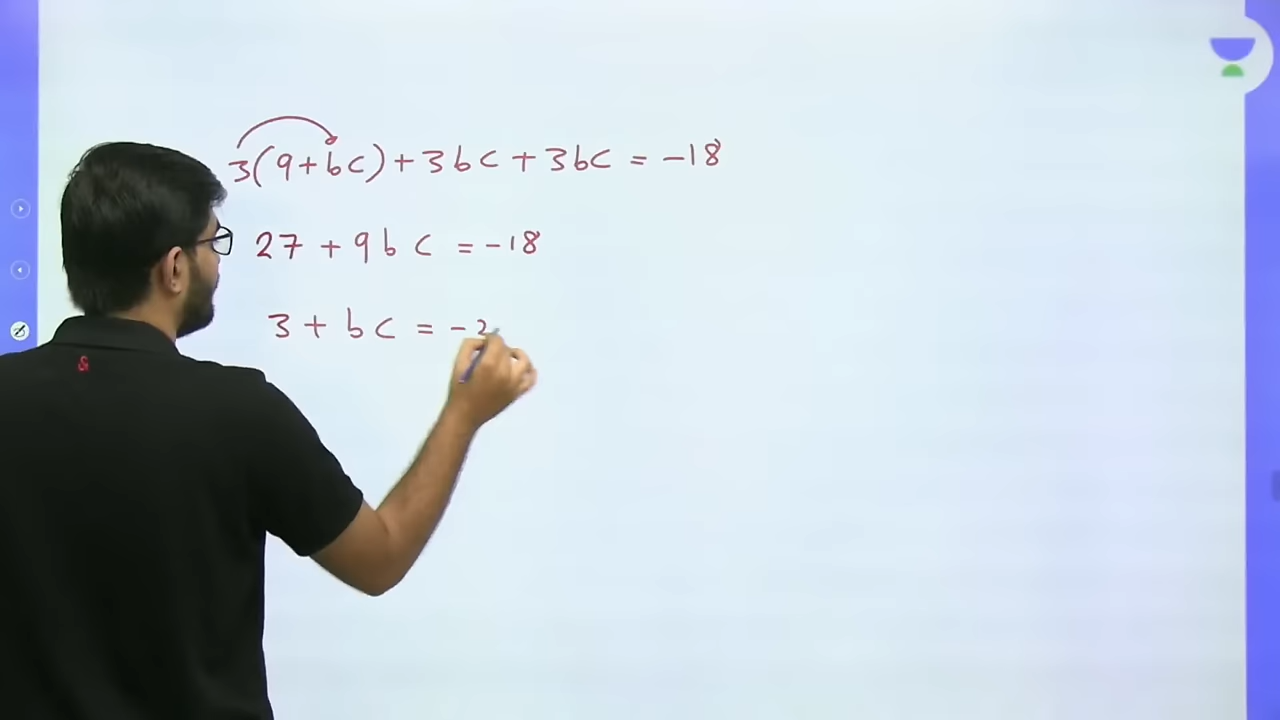 3(9+bc)+3bc+3bc = -18
27 + 9bc = -18
3 + bc = -2